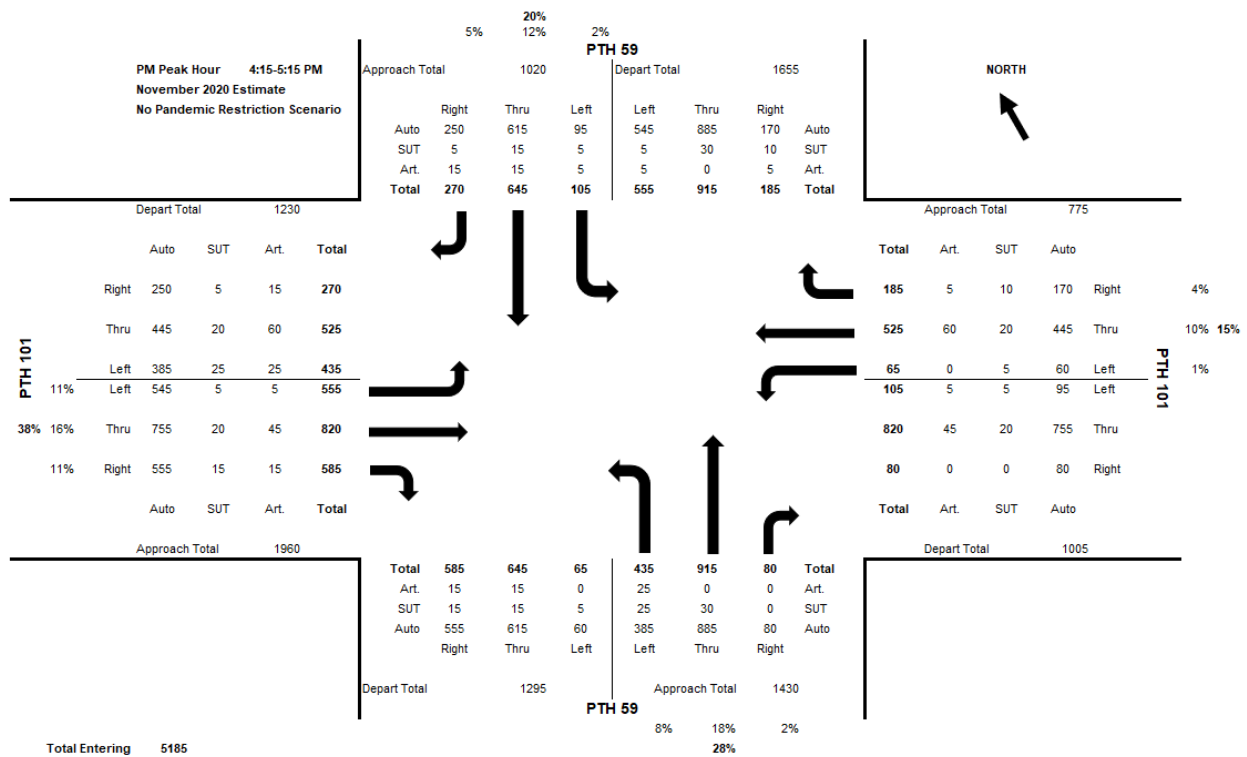 20%
5% 12% 2%
PTH 59
PM Peak Hour 4:15-5:15 PM Approach Total 1020 Depart Total 1655 NORTH
November 2020 Estimate
No Pandemic Restriction Scenario Right Thru Left Left Thru Right
Auto 250 615 95 545 885 170 Auto
SUT 5 15 5 5 30 10 SUT
Art. 15 15 5 5 0 5 Art.
Total 270 645 105 555 915 185 Total
Depart Total 1230 Approach Total 775
Auto SUT Art. Total Total Art. SUT Auto
Right 250 5 15 270 185 5 10 170 Right 4%
Thru 445 20 60 525 525 60 20 445 Thru 10% 15%
Left 385 25 25 435 65 0 5 60 Left 1%
PTH 101 PTH 101
11% Left 545 5 5 555 105 5 5 95 Left
38% 16% Thru 755 20 45 820 820 45 20 755 Thru
11% Right 555 15 15 585 80 0 0 80 Right
Auto SUT Art. Total Total Art. SUT Auto
Approach Total 1960 Depart Total 1005
Total 585 645 65 435 915 80 Total
Art. 15 15 0 25 0 0 Art.
SUT 15 15 5 25 30 0 SUT
Auto 555 615 60 385 885 80 Auto
Right Thru Left Left Thru Right
Depart Total 1295 Approach Total 1430
PTH 59
8% 18% 2%
Total Entering 5185 28%